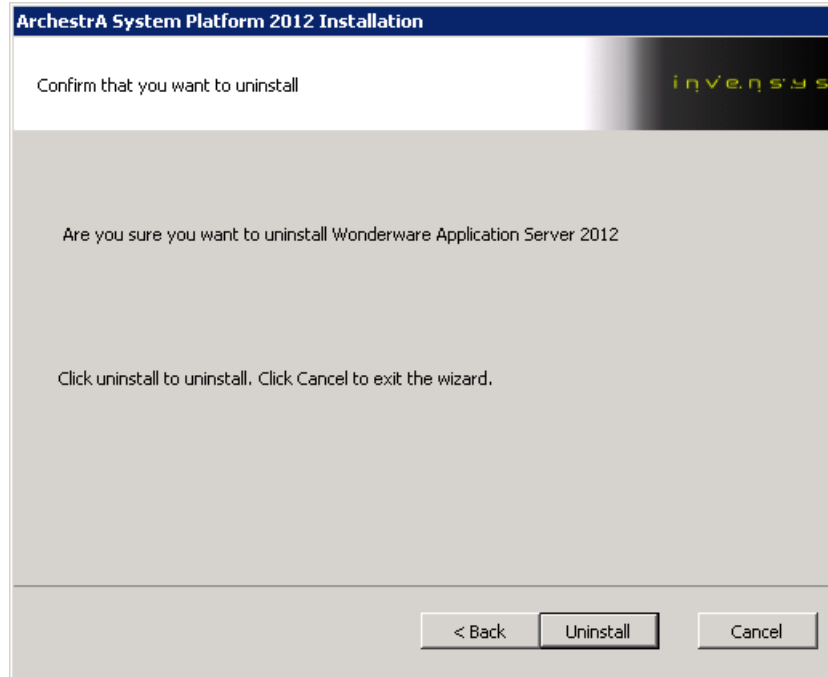 ArchestrA System Platform 2012 Installation
Confirm that you want to uninstall
invensys
Are you sure you want to uninstall Wonderware Application Server 2012
Click uninstall to uninstall. Click Cancel to exit the wizard.
< Back Uninstall Cancel